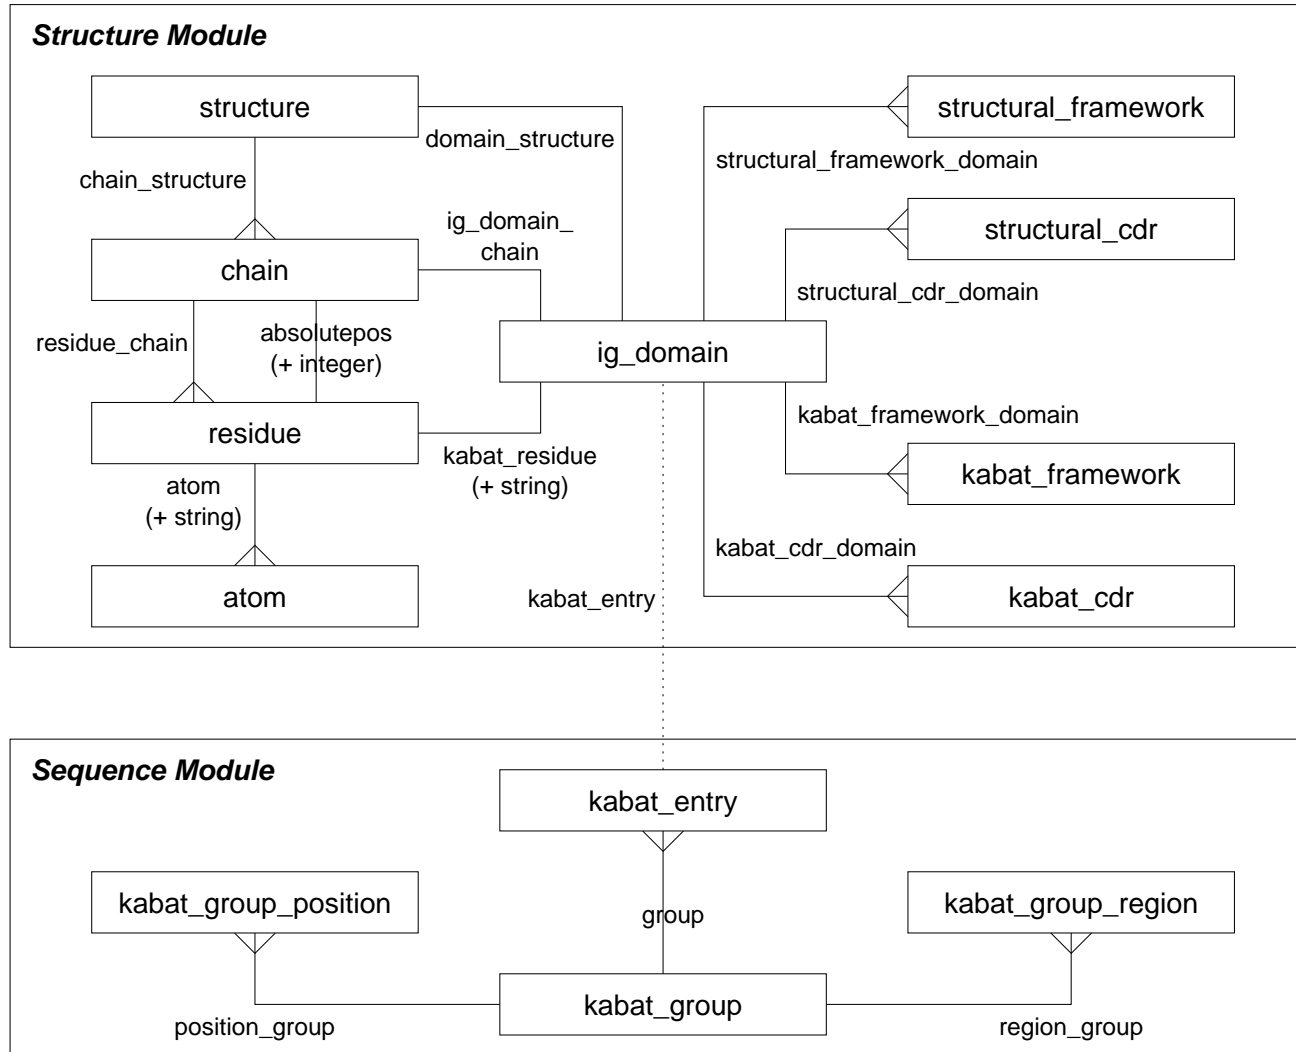 Structure Module
structure
structural_framework
domain_structure
structural_framework_domain
chain_structure
ig_domain_
chain
structural_cdr
chain
structural_cdr_domain
residue_chain
absolutepos
(+ integer)
ig_domain
residue
kabat_residue
(+ string)
kabat_framework_domain
kabat_framework
atom
(+ string)
kabat_cdr_domain
atom
kabat_entry
kabat_cdr
Sequence Module
kabat_entry
kabat_group_position
group
kabat_group_region
kabat_group
position_group
region_group